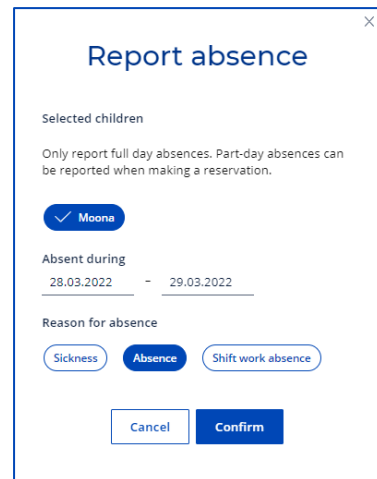 Report absence
Selected children
Only report full day absences. Part-day absences can
be reported when making a reservation.
Moona
Absent during
28.03.2022 - 29.03.2022
Reason for absence
Sickness Absence Shift work absence
Cancel Confirm